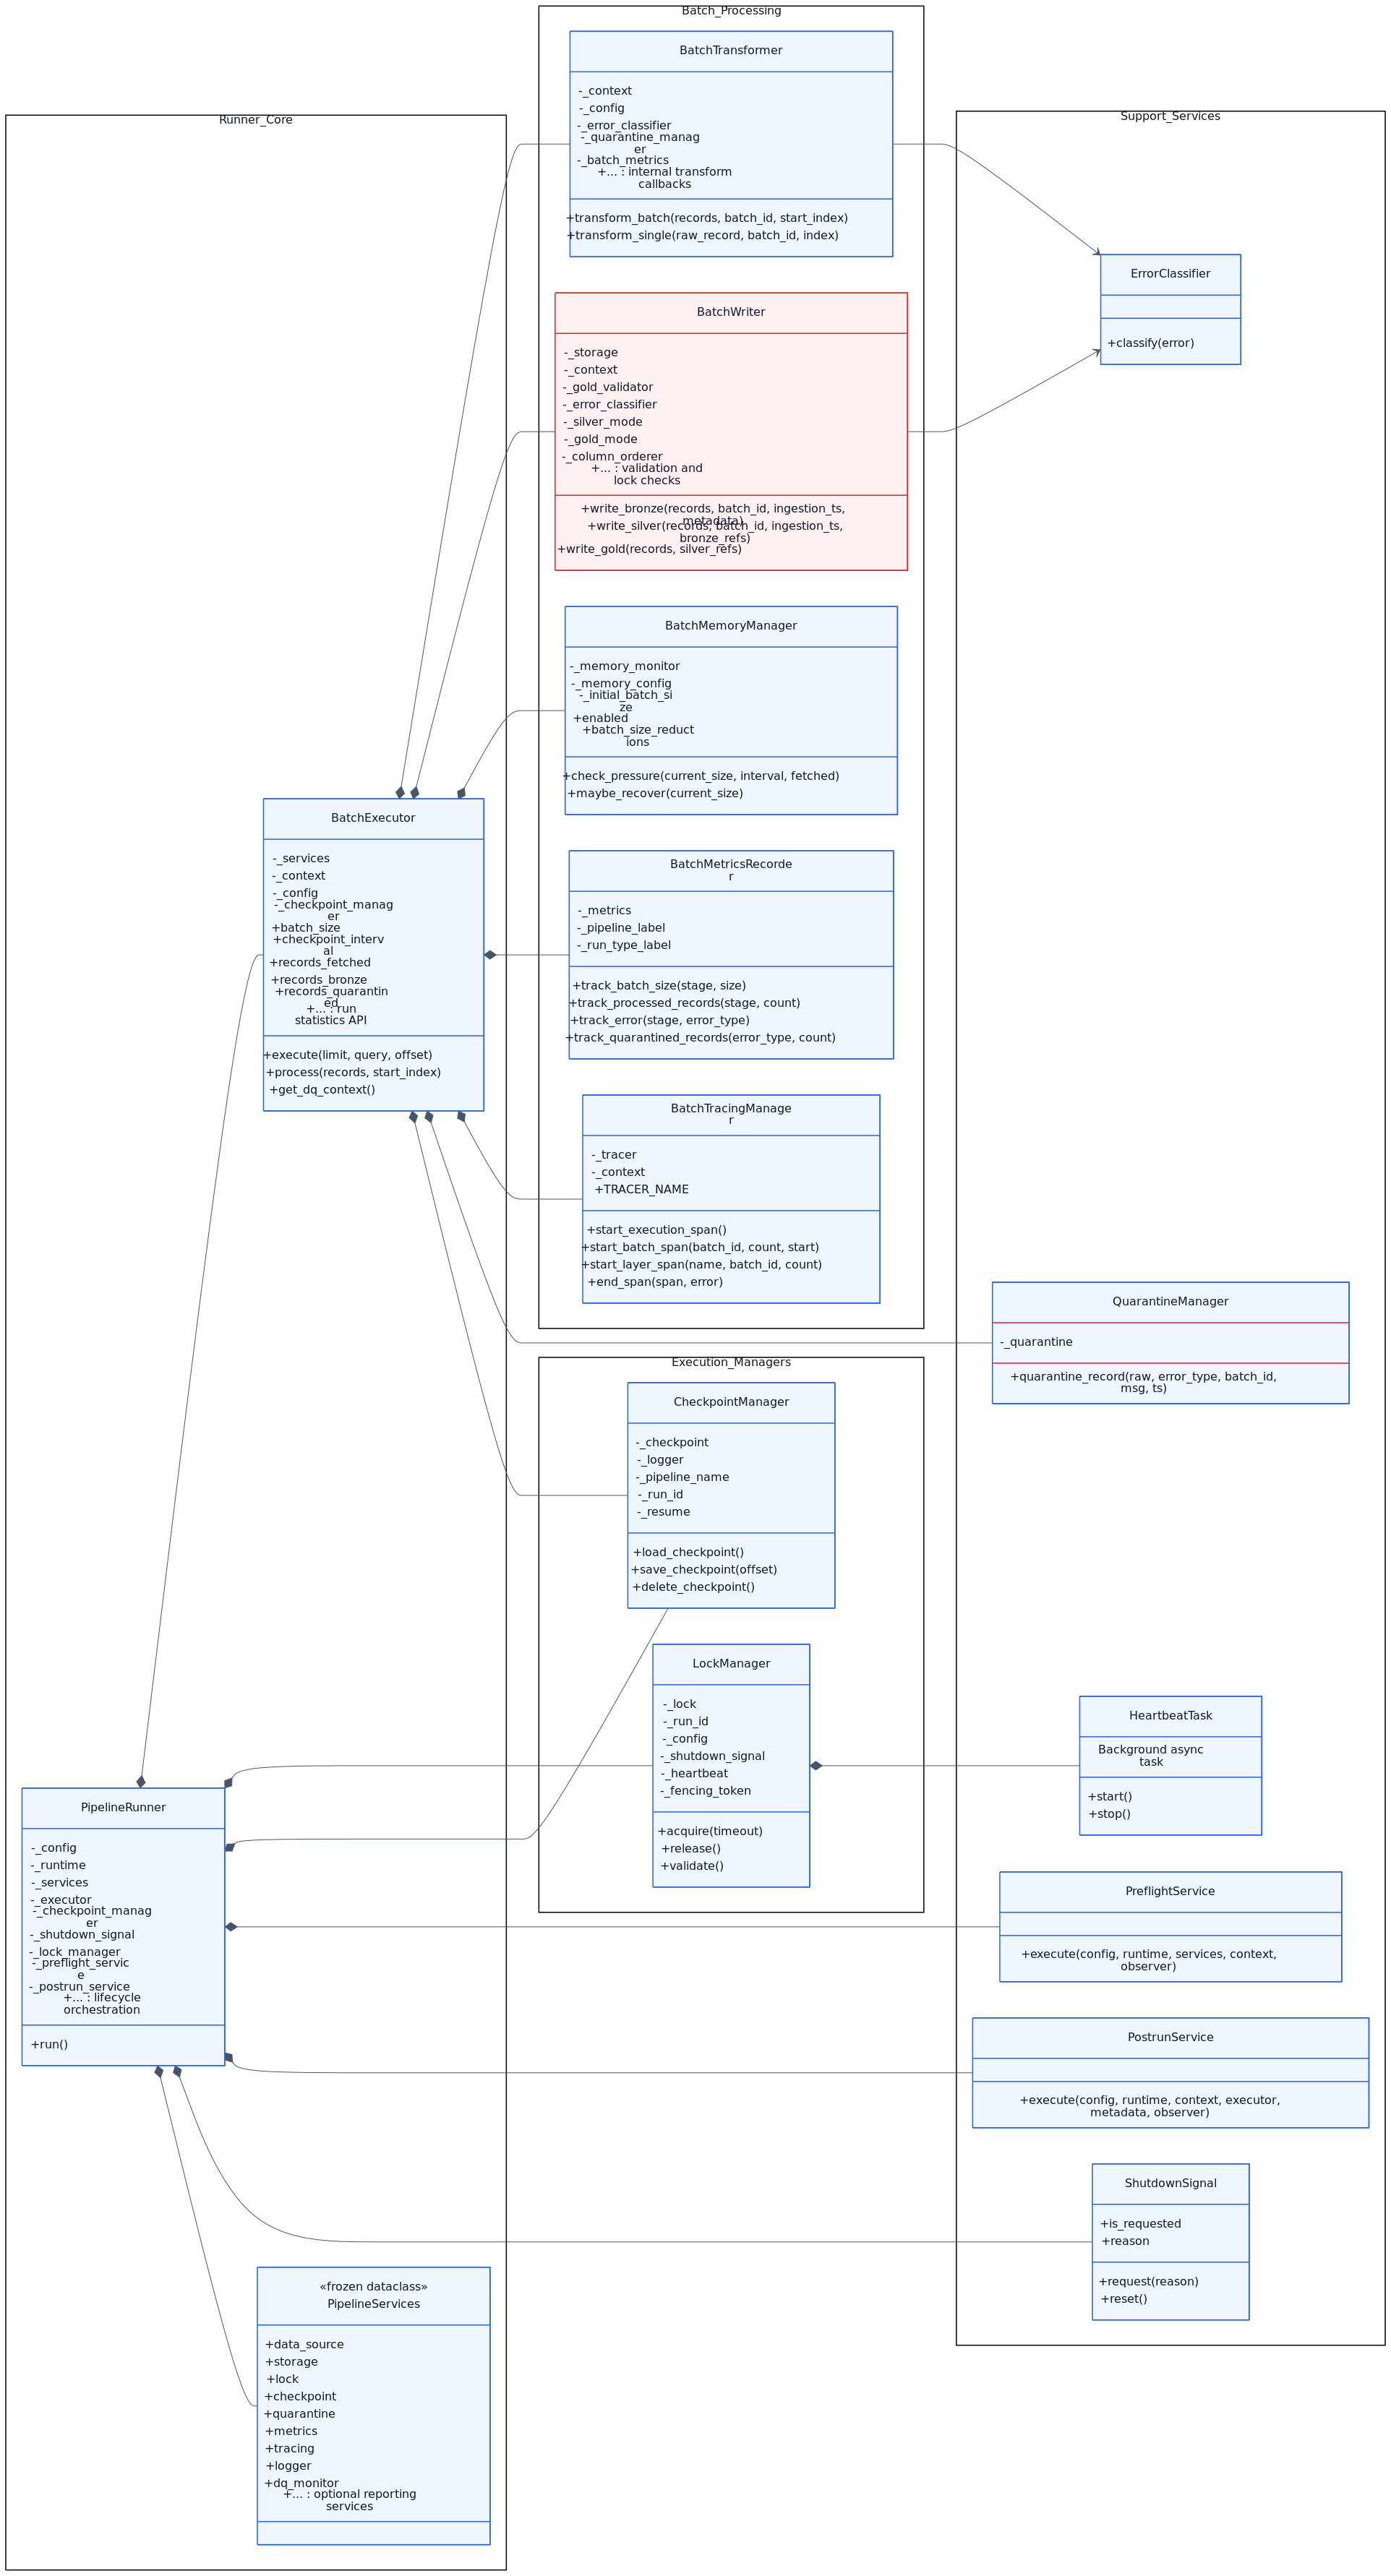 Batch_Processing
BatchTransformer
-_context
-_config
-_error_classifier
-_quarantine_manag
er
-_batch_metrics
+... : internal transform
callbacks
+transform_batch(records, batch_id, start_index)
+transform_single(raw_record, batch_id, index)
Runner_Core
Support_Services
ErrorClassifier
+classify(error)
BatchWriter
-_storage
-_context
-_gold_validator
-_error_classifier
-_silver_mode
-_gold_mode
-_column_orderer
+... : validation and
lock checks
+write_bronze(records, batch_id, ingestion_ts,
metadata)
+write_silver(records, batch_id, ingestion_ts,
bronze_refs)
+write_gold(records, silver_refs)
BatchMemoryManager
-_memory_monitor
-_memory_config
-_initial_batch_si
ze
+enabled
+batch_size_reduct
ions
+check_pressure(current_size, interval, fetched)
+maybe_recover(current_size)
BatchExecutor
-_services
-_context
-_config
-_checkpoint_manag
er
+batch_size
+checkpoint_interv
al
+records_fetched
+records_bronze
+records_quarantin
ed
+... : run
statistics API
+execute(limit, query, offset)
+process(records, start_index)
+get_dq_context()
BatchMetricsRecorde
r
-_metrics
-_pipeline_label
-_run_type_label
+track_batch_size(stage, size)
+track_processed_records(stage, count)
+track_error(stage, error_type)
+track_quarantined_records(error_type, count)
BatchTracingManage
r
-_tracer
-_context
+TRACER_NAME
+start_execution_span()
+start_batch_span(batch_id, count, start)
+start_layer_span(name, batch_id, count)
+end_span(span, error)
QuarantineManager
-_quarantine
+quarantine_record(raw, error_type, batch_id,
msg, ts)
Execution_Managers
CheckpointManager
-_checkpoint
-_logger
-_pipeline_name
-_run_id
-_resume
+load_checkpoint()
+save_checkpoint(offset)
+delete_checkpoint()
LockManager
-_lock
-_run_id
-_config
-_shutdown_signal
-_heartbeat
-_fencing_token
+acquire(timeout)
+release()
+validate()
HeartbeatTask
Background async
task
+start()
+stop()
PipelineRunner
-_config
-_runtime
-_services
-_executor
-_checkpoint_manag
er
-_shutdown_signal
-_lock_manager
-_preflight_servic
e
-_postrun_service
+... : lifecycle
orchestration
+run()
PreflightService
+execute(config, runtime, services, context,
observer)
PostrunService
+execute(config, runtime, context, executor,
metadata, observer)
ShutdownSignal
+is_requested
+reason
+request(reason)
+reset()
«frozen dataclass»
PipelineServices
+data_source
+storage
+lock
+checkpoint
+quarantine
+metrics
+tracing
+logger
+dq_monitor
+... : optional reporting
services